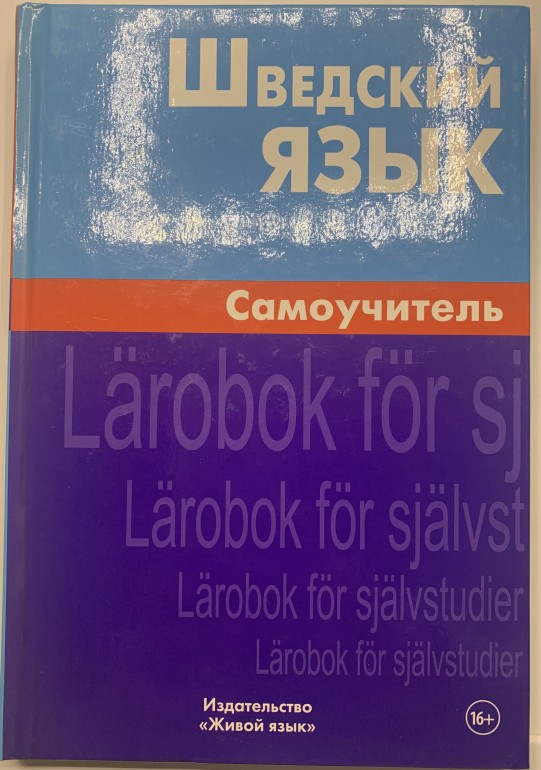 Шведский
язык
Самоучитель
Lärobok för sj
Lärobok för självst
Lärobok för självstudier
Lärobok för självstudier
Издательство
«Живой язык»
16+